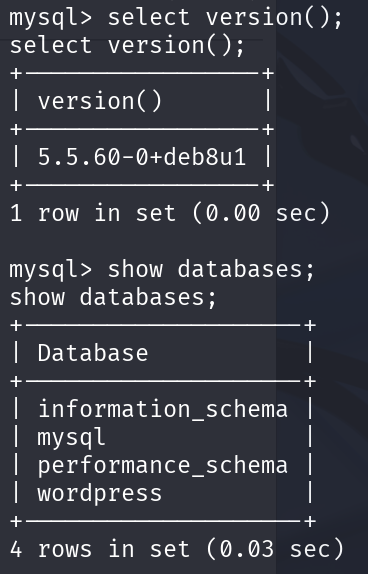 mysql> select version();
select version();
+------------------+
| version()        |
+------------------+
| 5.5.60-0+deb8u1 |
+------------------+
1 row in set (0.00 sec)
mysql> show databases;
show databases;
+--------------------+
| Database           |
+--------------------+
| information_schema |
| mysql              |
| performance_schema |
| wordpress          |
+--------------------+
4 rows in set (0.03 sec)